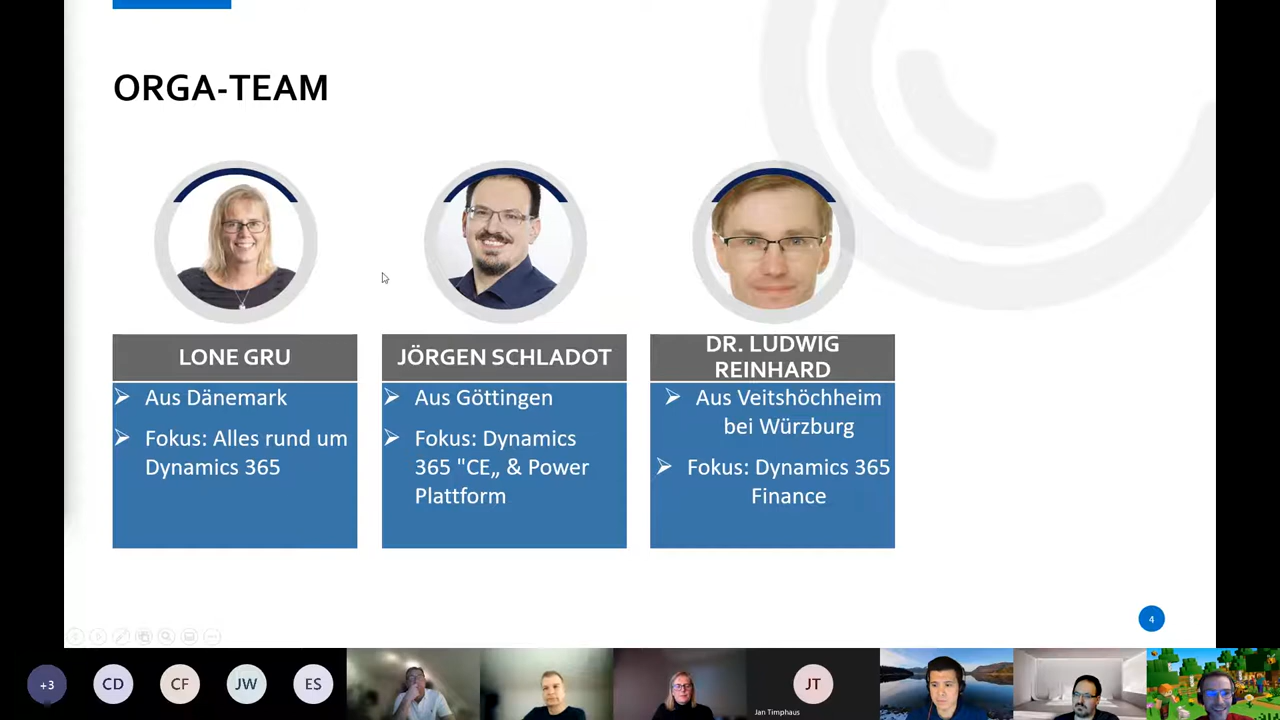 ORGA-TEAM
LONE GRU
Aus Dänemark
Fokus: Alles rund um
Dynamics 365
JÖRGEN SCHLADOT
Aus Göttingen
Fokus: Dynamics
365 "CE„ & Power
Plattform
DR. LUDWIG
REINHARD
Aus Veitshöchheim
bei Würzburg
Fokus: Dynamics 365
Finance
4
+3
CD
CF
JW
ES
JT
Jan Timphaus